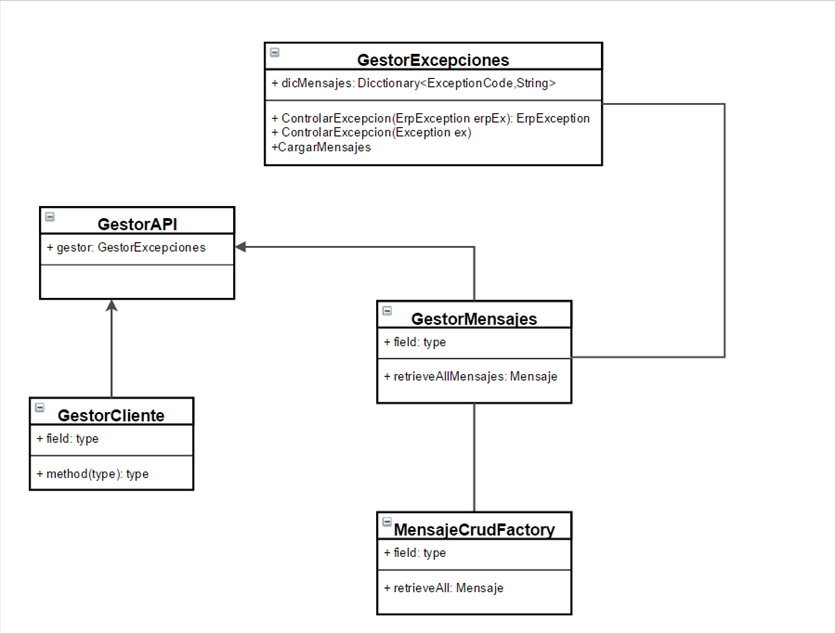 GestorExcepciones
+ dicMensajes: Dicctionary<ExceptionCode,String>
+ ControlarExcepcion(ErpException erpEx): ErpException
+ ControlarExcepcion(Exception ex)
+CargarMensajes
GestorAPI
+ gestor: GestorExcepciones
GestorMensajes
+ field: type
+ retrieveAllMensajes: Mensaje
GestorCliente
+ field: type
+ method(type): type
MensajeCrudFactory
+ field: type
+ retrieveAll: Mensaje